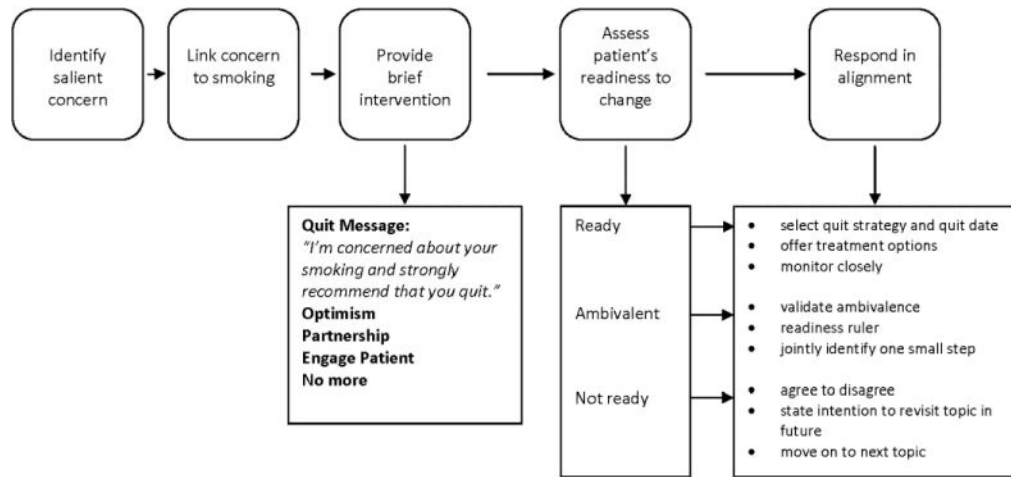 Identify
salient
concern
Link concern
to smoking
Provide
brief
intervention
Assess
patient's
readiness to
change
Respond in
alignment
Quit Message:
"I'm concerned about your
smoking and strongly
recommend that you quit."
Optimism
Partnership
Engage Patient
No more
Ready
Ambivalent
Not ready
• select quit strategy and quit date
• offer treatment options
• monitor closely
• validate ambivalence
• readiness ruler
• jointly identify one small step
• agree to disagree
• state intention to revisit topic in
future
• move on to next topic